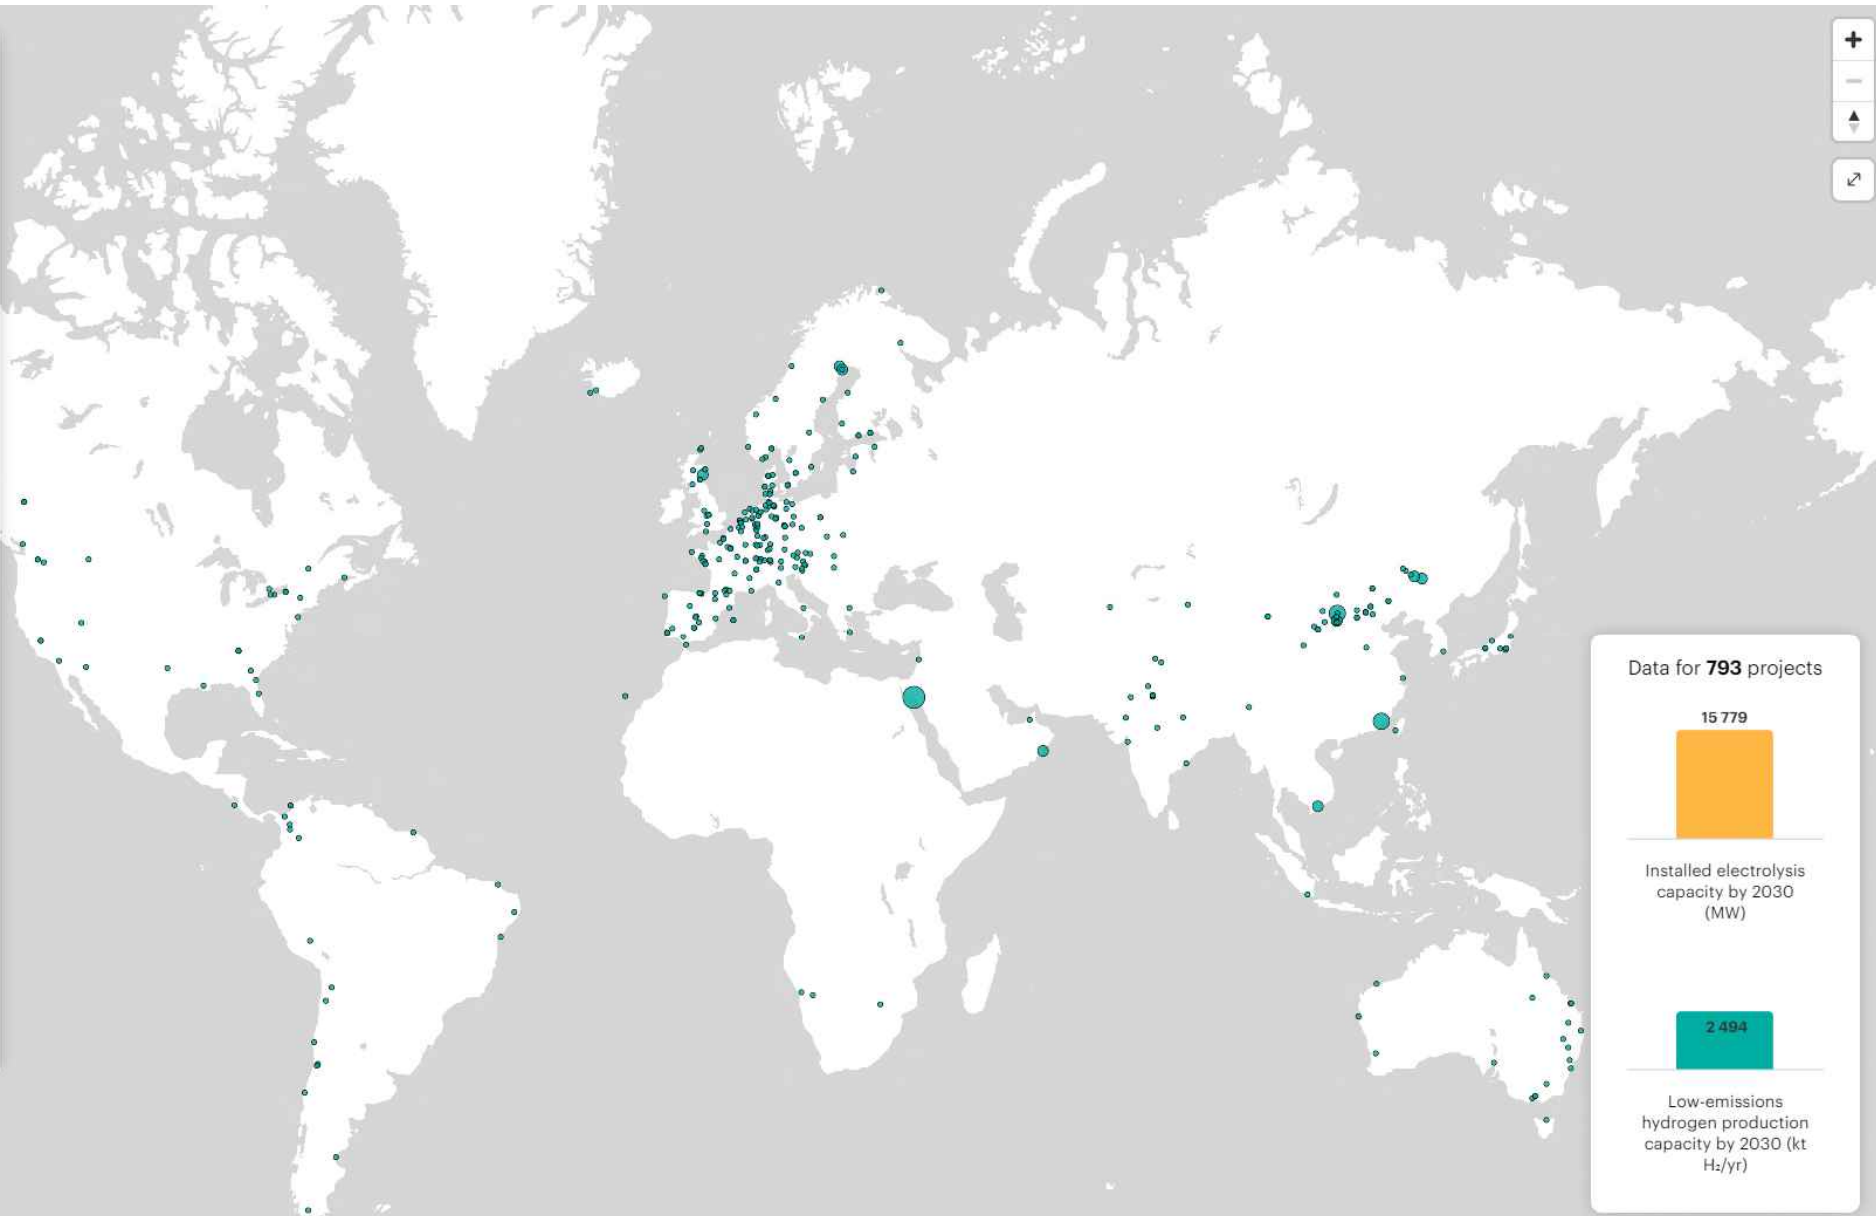 Data for 793 projects
15 779
Installed electrolysis
capacity by 2030
(MW)
2 494
Low-emissions
hydrogen production
capacity by 2030 (kt
H₂/yr)